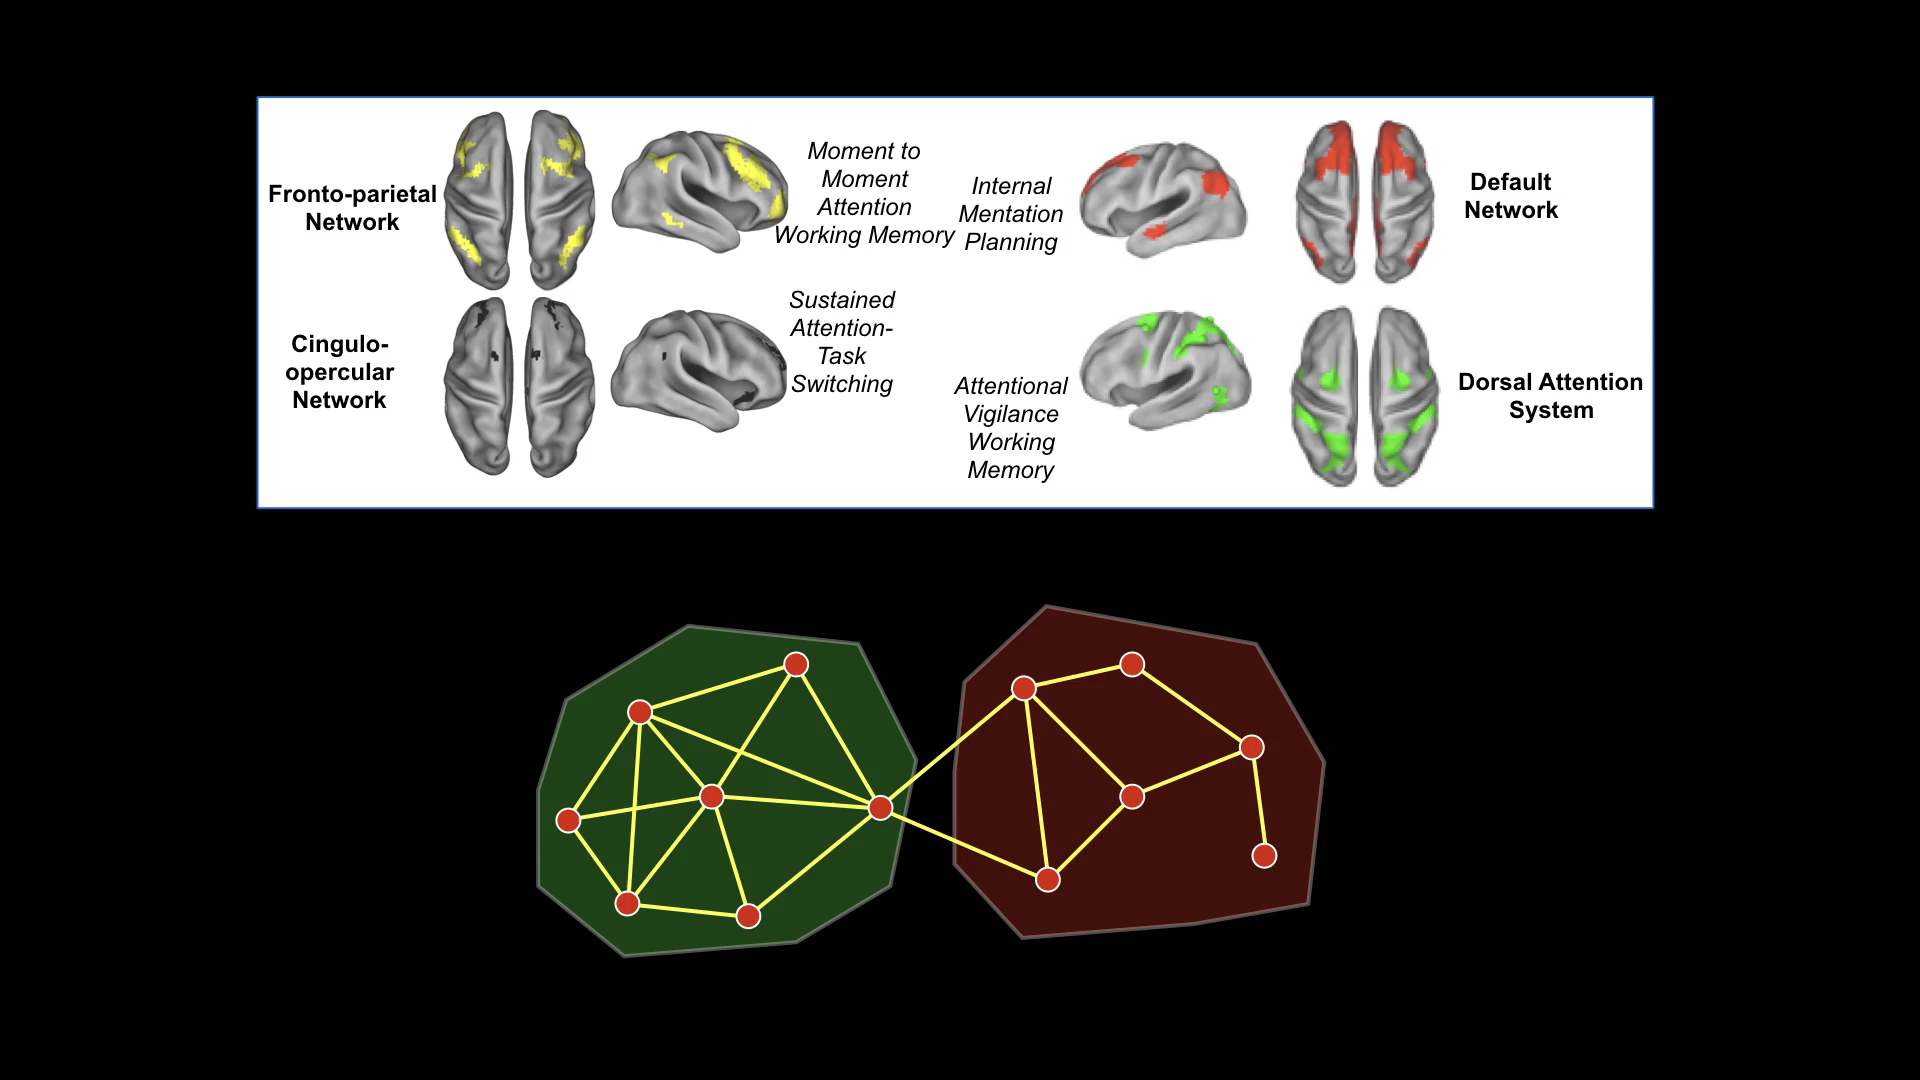 Fronto-parietal
Network
Moment to
Moment
Attention
Working Memory
Internal
Mentation
Planning
Default
Network
Cingulo-
opercular
Network
Sustained
Attention-
Task
Switching
Attentional
Vigilance
Working
Memory
Dorsal Attention
System